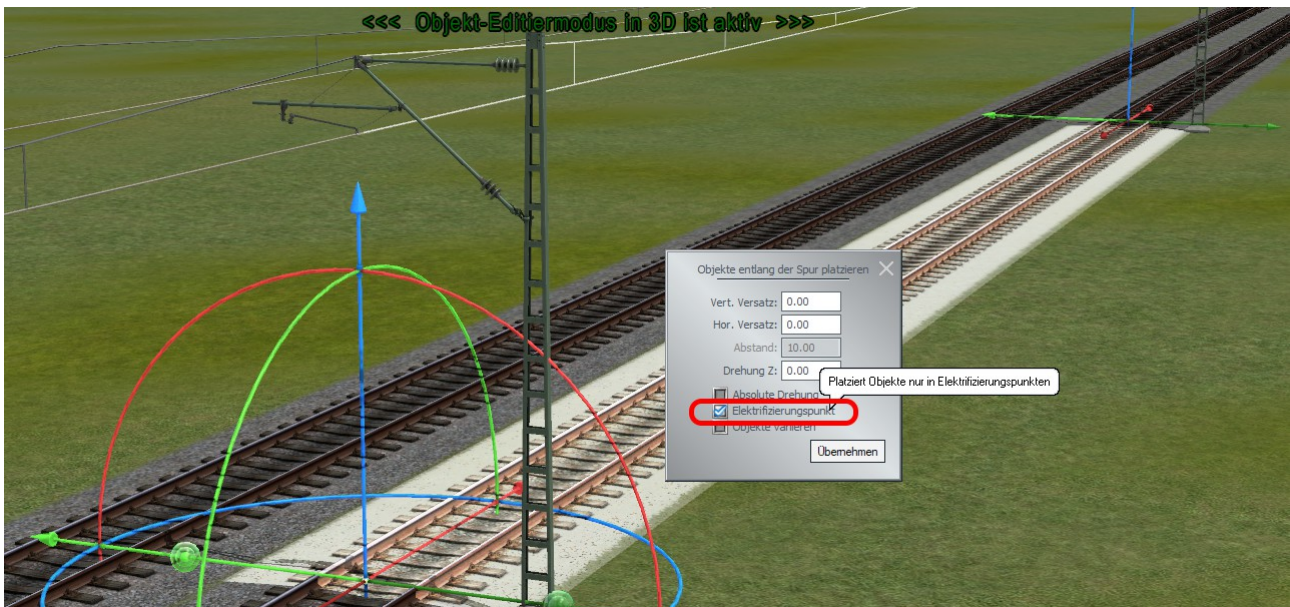 <<< Objekt-Editiermodus in 3D ist aktiv >>>
Objekte entlang der Spur platzieren
Vert. Versatz: 0.00
Hor. Versatz: 0.00
Abstand: 10.00
Drehung Z: 0.00
Platziert Objekte nur in Elektrifizierungspunkten
Absolute Drehung
Elektrifizierungspunkt
Objekte variieren
Übernehmen